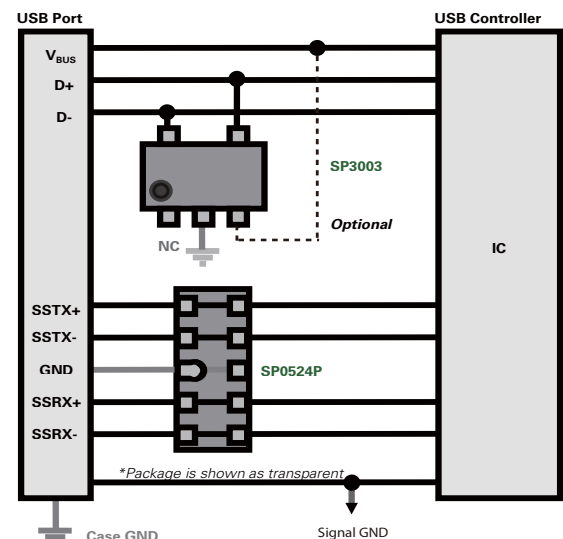 USB Port
USB Controller
VBUS
D+
D-
SP3003
Optional
NC
IC
SSTX+
SSTX-
GND
SP0524P
SSRX+
SSRX-
*Package is shown as transparent
Case GND
Signal GND